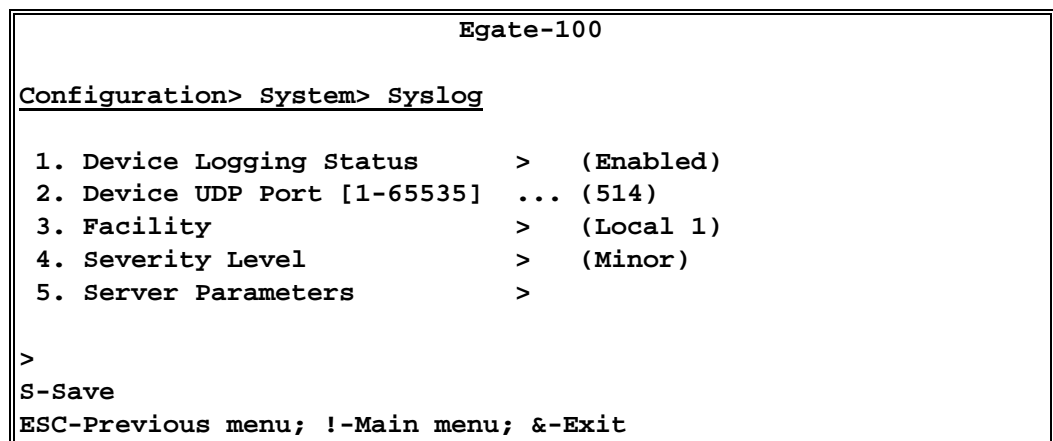 Egate-100
Configuration> System> Syslog
1. Device Logging Status > (Enabled)
2. Device UDP Port [1-65535] ... (514)
3. Facility > (Local 1)
4. Severity Level > (Minor)
5. Server Parameters >
>
S-Save
ESC-Previous menu; !-Main menu; &-Exit